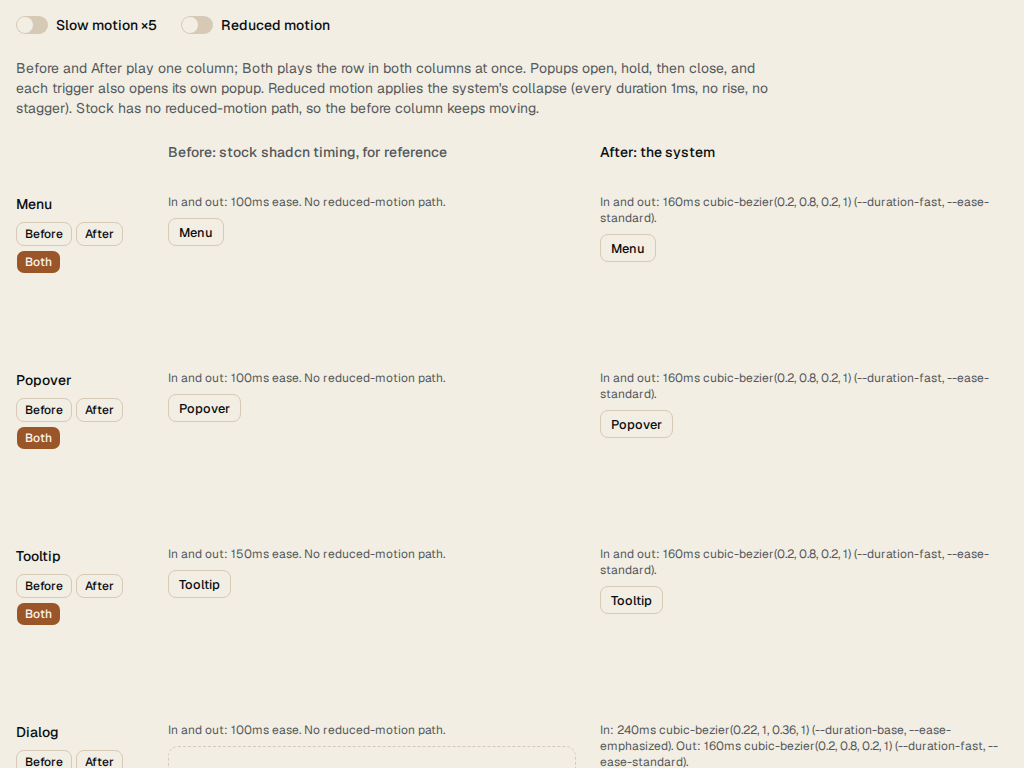 Slow motion ×5
Reduced motion
Before and After play one column; Both plays the row in both columns at once. Popups open, hold, then close, and
each trigger also opens its own popup. Reduced motion applies the system's collapse (every duration 1ms, no rise, no
stagger). Stock has no reduced-motion path, so the before column keeps moving.
Before: stock shadcn timing, for reference
After: the system
Menu
Before
After
Both
In and out: 100ms ease. No reduced-motion path.
Menu
In and out: 160ms cubic-bezier(0.2, 0.8, 0.2, 1) (--duration-fast, --ease-
standard).
Menu
Popover
Before
After
Both
In and out: 100ms ease. No reduced-motion path.
Popover
In and out: 160ms cubic-bezier(0.2, 0.8, 0.2, 1) (--duration-fast, --ease-
standard).
Popover
Tooltip
Before
After
Both
In and out: 150ms ease. No reduced-motion path.
Tooltip
In and out: 160ms cubic-bezier(0.2, 0.8, 0.2, 1) (--duration-fast, --ease-
standard).
Tooltip
Dialog
Before
After
In and out: 100ms ease. No reduced-motion path.
In: 240ms cubic-bezier(0.22, 1, 0.36, 1) (--duration-base, --ease-
emphasized). Out: 160ms cubic-bezier(0.2, 0.8, 0.2, 1) (--duration-fast, --
ease-standard).